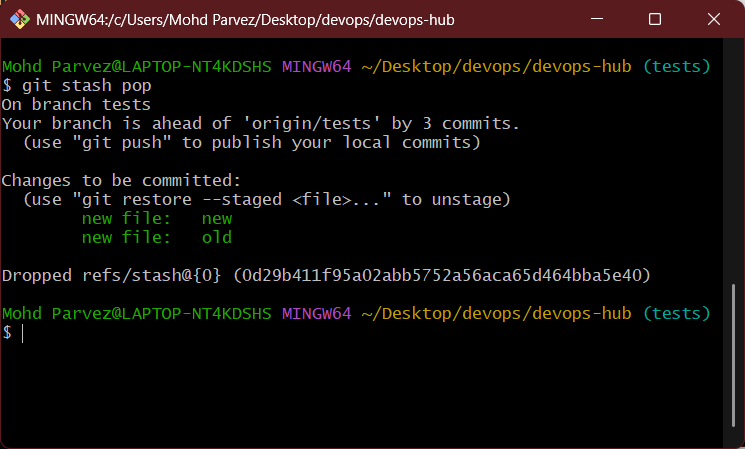 MINGW64:/c/Users/Mohd Parvez/Desktop/devops/devops-hub
Mohd Parvez@LAPTOP-NT4KDSHS MINGW64 ~/Desktop/devops/devops-hub (tests)
$ git stash pop
On branch tests
Your branch is ahead of 'origin/tests' by 3 commits.
  (use "git push" to publish your local commits)
Changes to be committed:
  (use "git restore --staged <file>..." to unstage)
        new file:   new
        new file:   old
Dropped refs/stash@{0} (0d29b411f95a02abb5752a56aca65d464bba5e40)
Mohd Parvez@LAPTOP-NT4KDSHS MINGW64 ~/Desktop/devops/devops-hub (tests)
$